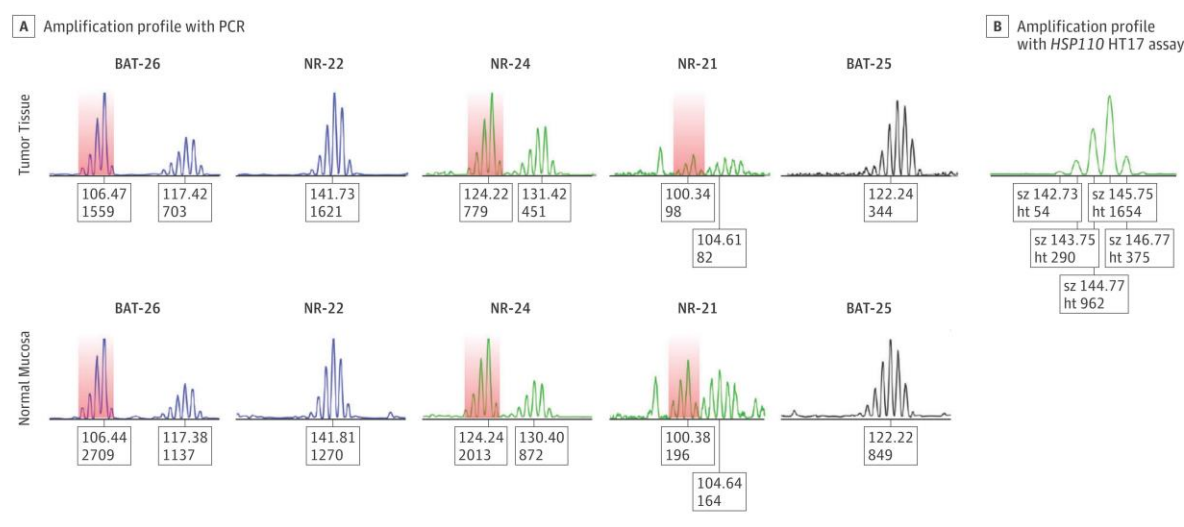 A Amplification profile with PCR
B Amplification profile
with HSP110 HT17 assay
Tumor Tissue
BAT-26 NR-22 NR-24 NR-21 BAT-25
106.47
1559
117.42
703
141.73
1621
124.22
779
131.42
451
100.34
98
104.61
82
122.24
344
sz 142.73
ht 54
sz 145.75
ht 1654
sz 143.75
ht 290
sz 146.77
ht 375
sz 144.77
ht 962
Normal Mucosa
BAT-26 NR-22 NR-24 NR-21 BAT-25
106.44
2709
117.38
1137
141.81
1270
124.24
2013
130.40
872
100.38
196
104.64
164
122.22
849